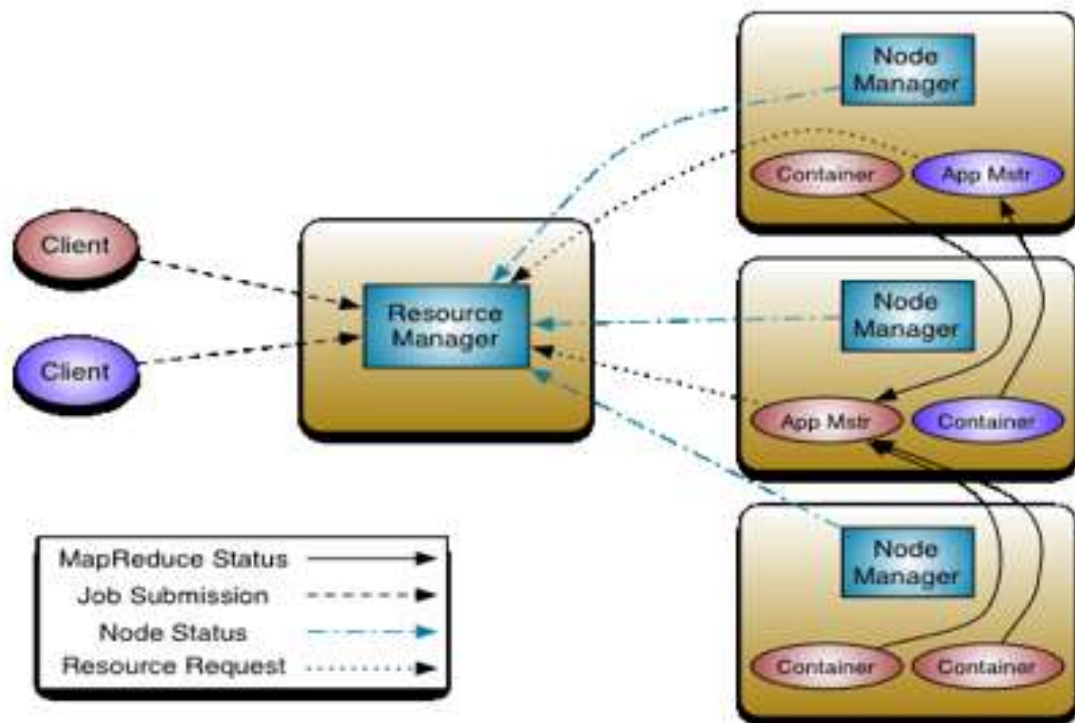 Node
Manager
Container
App Mstr
Client
Resource
Manager
Client
Node
Manager
App Mstr
Container
MapReduce Status
Job Submission
Node Status
Resource Request
Node
Manager
Container
Container